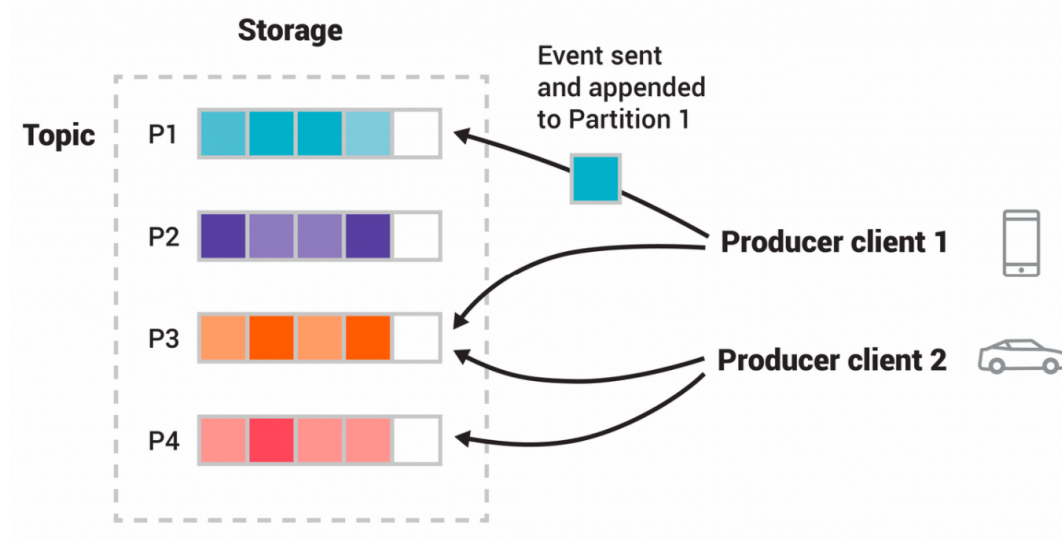 Storage
Event sent
and appended
to Partition 1
Topic
P1
P2
Producer client 1
P3
Producer client 2
P4